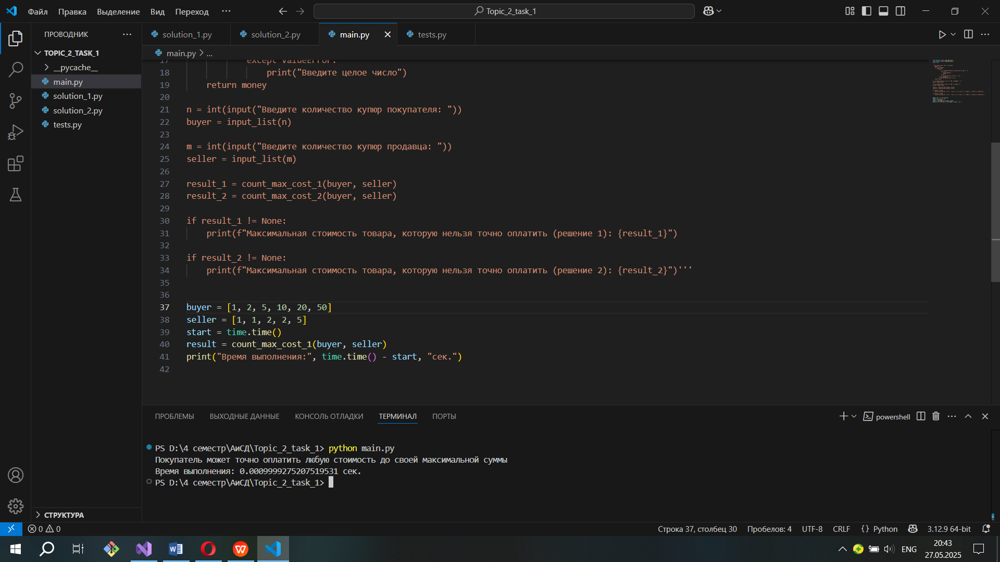 Файл Правка Выделение Вид Переход ···
Topic_2_task_1
ПРОВОДНИК ···
TOPIC_2_TASK_1
__pycache__
main.py
solution_1.py
solution_2.py
tests.py
СТРУКТУРА
solution_1.py solution_2.py main.py tests.py
main.py > ...
17 except ValueError:
18 print("Введите целое число")
19 return money
20
21 n = int(input("Введите количество купюр покупателя: "))
22 buyer = input_list(n)
23
24 m = int(input("Введите количество купюр продавца: "))
25 seller = input_list(m)
26
27 result_1 = count_max_cost_1(buyer, seller)
28 result_2 = count_max_cost_2(buyer, seller)
29
30 if result_1 != None:
31 print(f"Максимальная стоимость товара, которую нельзя точно оплатить (решение 1): {result_1}")
32
33 if result_2 != None:
34 print(f"Максимальная стоимость товара, которую нельзя точно оплатить (решение 2): {result_2}")'''
35
36
37 buyer = [1, 2, 5, 10, 20, 50]
38 seller = [1, 1, 2, 2, 5]
39 start = time.time()
40 result = count_max_cost_1(buyer, seller)
41 print("Время выполнения:", time.time() - start, "сек.")
42
ПРОБЛЕМЫ ВЫХОДНЫЕ ДАННЫЕ КОНСОЛЬ ОТЛАДКИ ТЕРМИНАЛ ПОРТЫ
powershell
PS D:\4 семестр\АиСД\Topic_2_task_1> python main.py
Покупатель может точно оплатить любую стоимость до своей максимальной суммы
Время выполнения: 0.0009999275207519531 сек.
PS D:\4 семестр\АиСД\Topic_2_task_1>
0 0
Строка 37, столбец 30 Пробелов: 4 UTF-8 CRLF {} Python 3.12.9 64-bit
ENG
20:43
27.05.2025